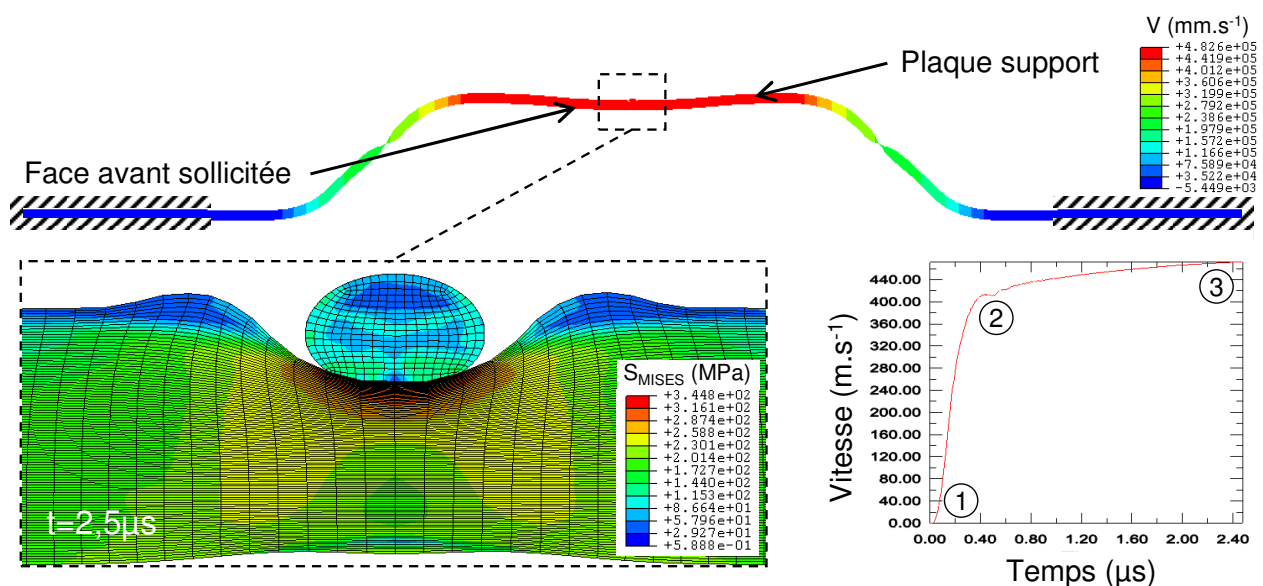 V (mm.s-1)
+4.826e+05
+4.419e+05
+4.012e+05
+3.606e+05
+3.199e+05
+2.792e+05
+2.386e+05
+1.979e+05
+1.572e+05
+1.166e+05
+7.589e+04
+3.522e+04
-5.449e+03
Plaque support
Face avant sollicitée
SMISES (MPa)
+3.448e+02
+3.161e+02
+2.874e+02
+2.588e+02
+2.301e+02
+2.014e+02
+1.727e+02
+1.440e+02
+1.153e+02
+8.664e+01
+5.796e+01
+2.927e+01
+5.888e-01
t=2,5µs
Vitesse (m.s-1)
440.00
400.00
360.00
320.00
280.00
240.00
200.00
160.00
120.00
80.00
40.00
0.00
1
2
3
0.00 0.40 0.80 1.20 1.60 2.00 2.40
Temps (µs)